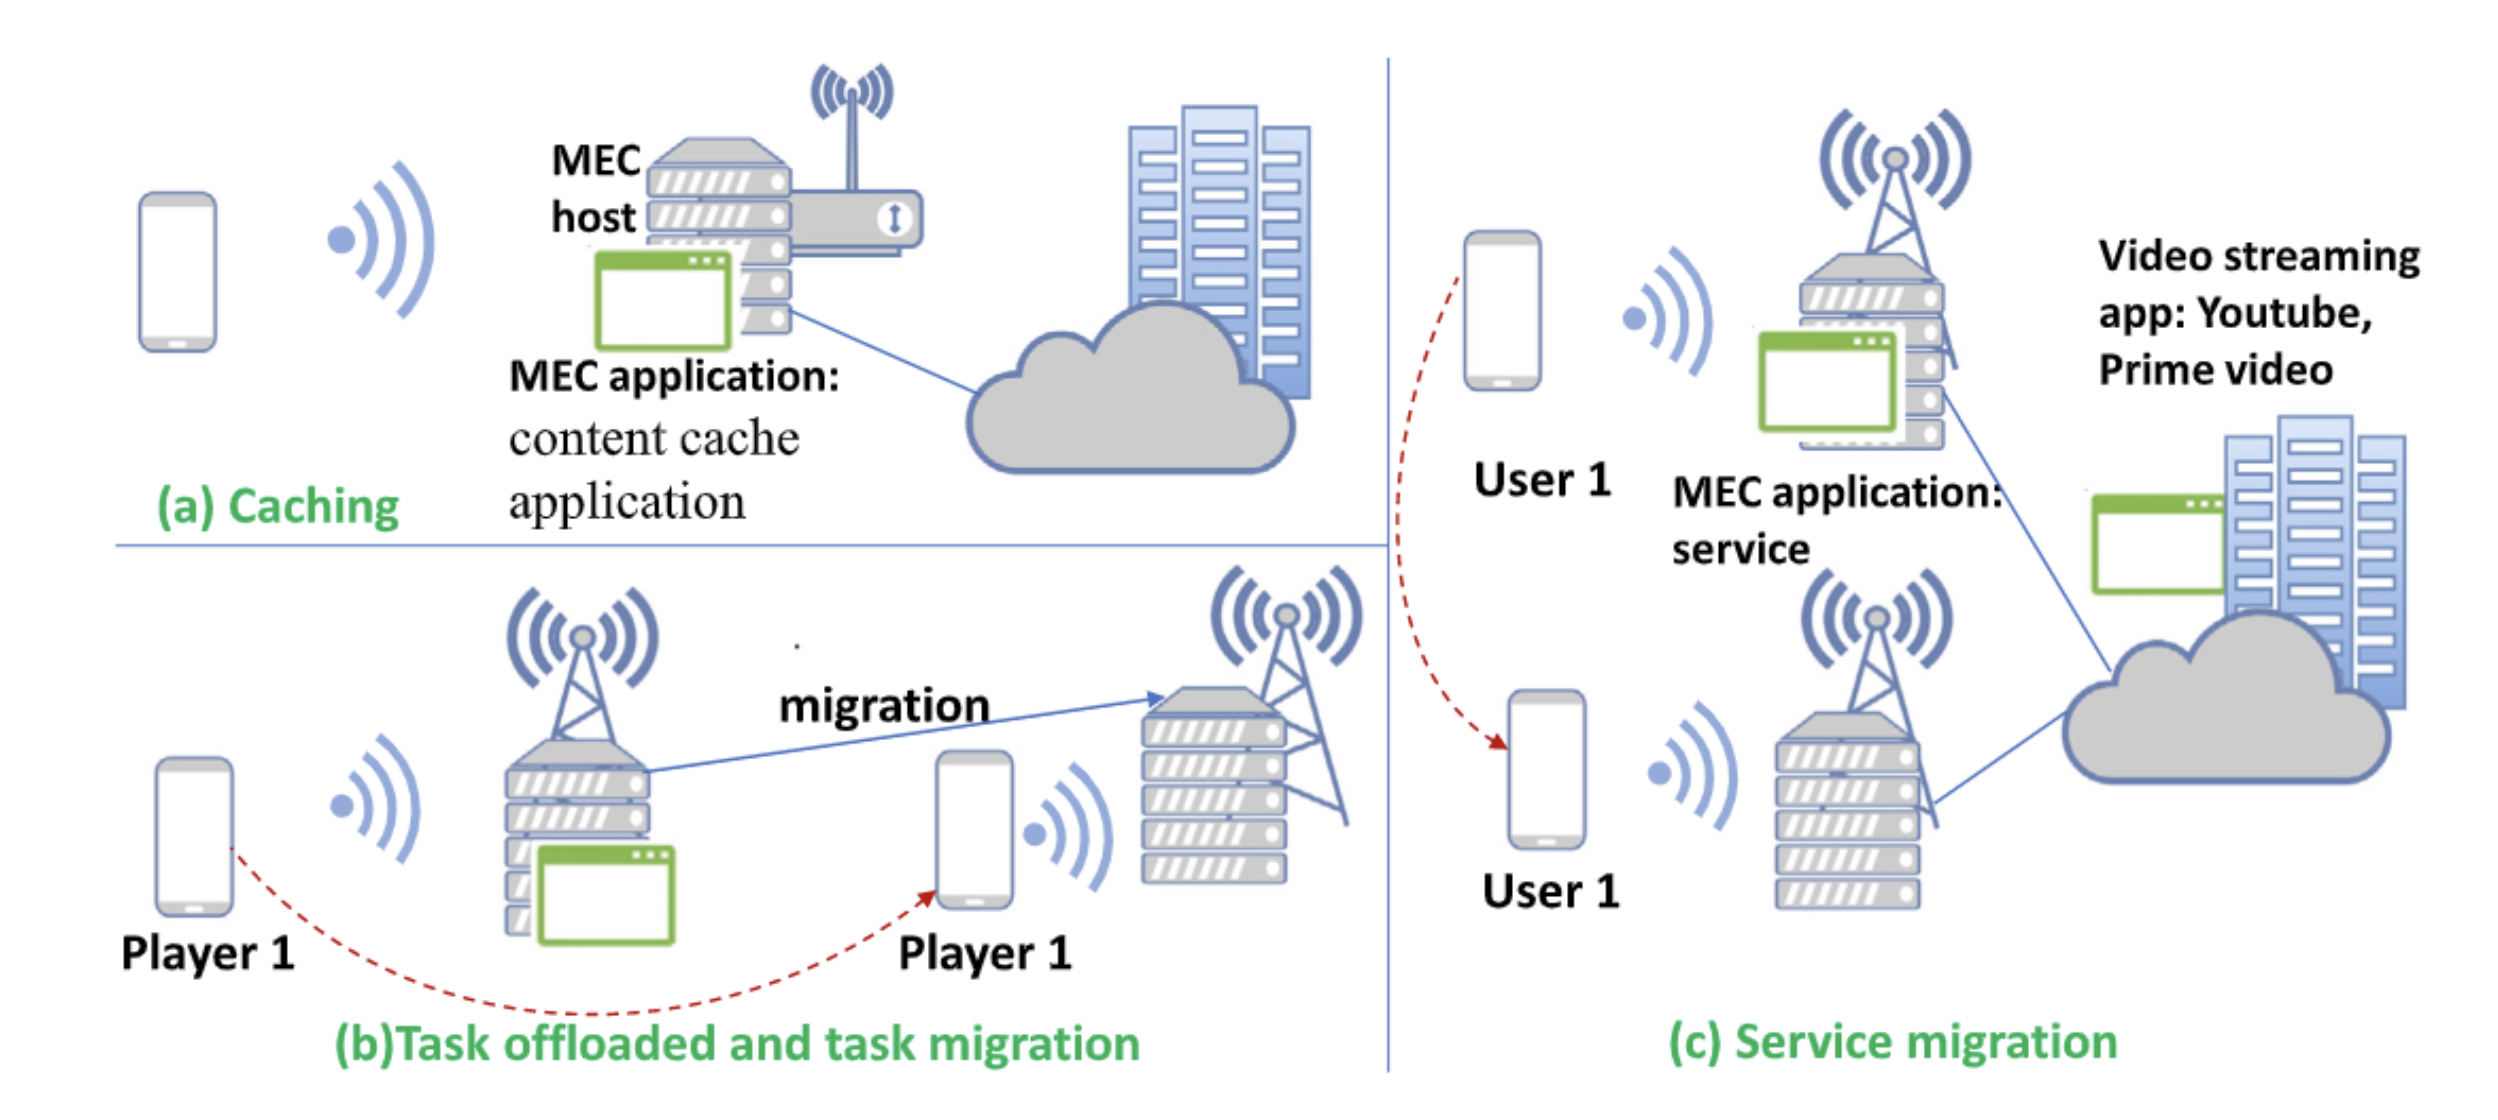 MEC
host
MEC application:
content cache
application
(a) Caching
migration
Player 1
Player 1
(b)Task offloaded and task migration
User 1
MEC application:
service
Video streaming
app: Youtube,
Prime video
User 1
(c) Service migration